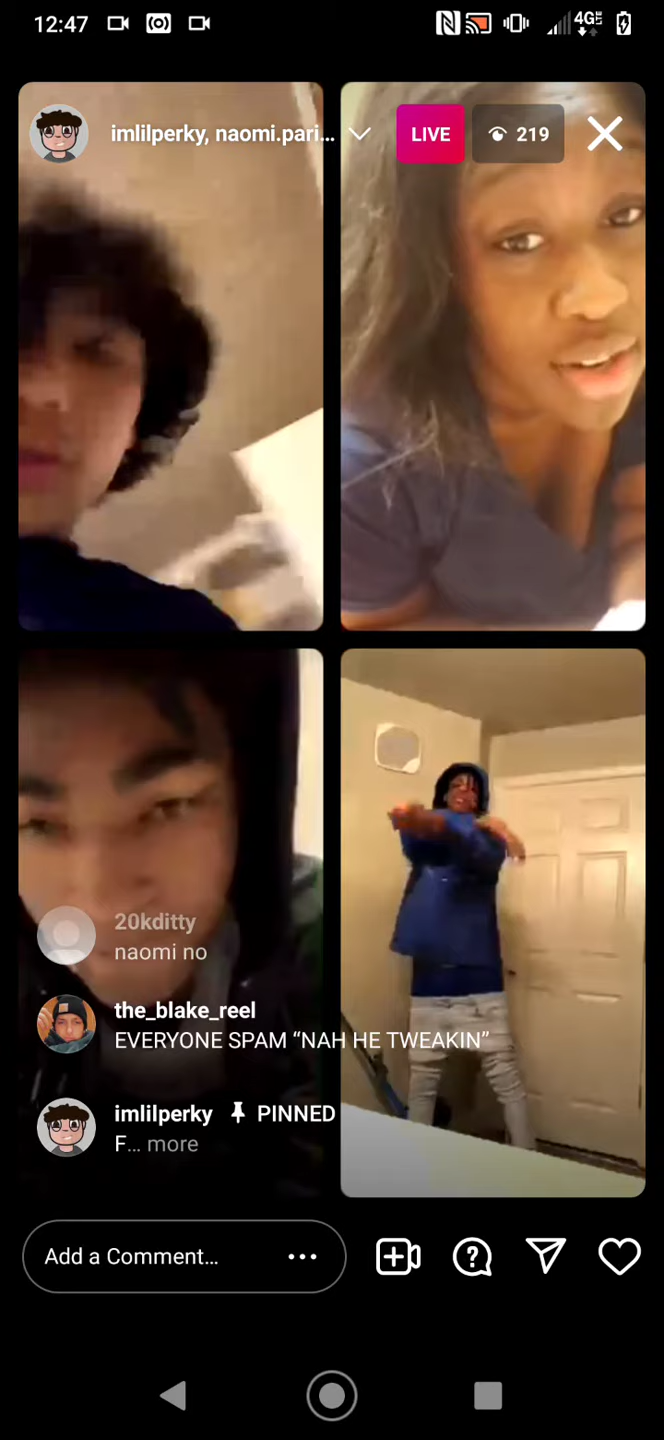 12:47
4G LTE
imlilperky, naomi.pari...
LIVE
219
20kditty
naomi no
the_blake_reel
EVERYONE SPAM “NAH HE TWEAKIN”
imlilperky PINNED
F... more
Add a Comment...